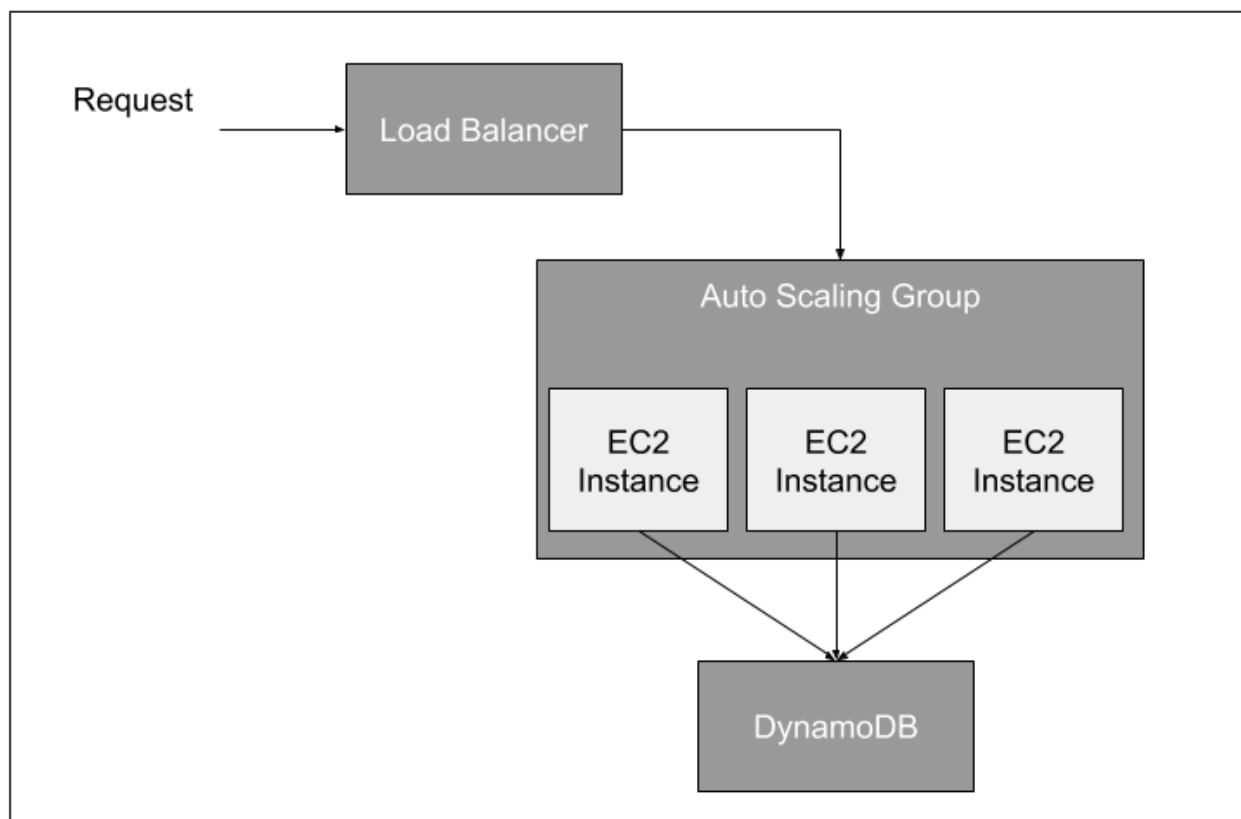 Request
Load Balancer
Auto Scaling Group
EC2
Instance
EC2
Instance
EC2
Instance
DynamoDB